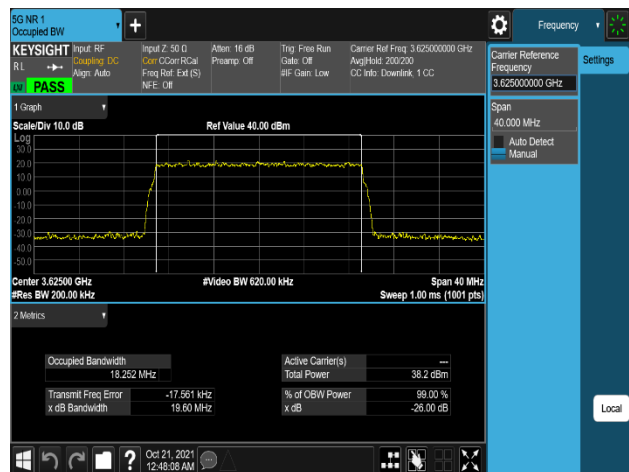 5G NR 1
Occupied BW
Frequency
KEYSIGHT
Input: RF
Coupling: DC
Align: Auto
Input Z: 50 Ω
Corr CCorr RCal
Freq Ref: Ext (S)
NFE: Off
Atten: 16 dB
Preamp: Off
Trig: Free Run
Gate: Off
#IF Gain: Low
Carrier Ref Freq: 3.625000000 GHz
Avg|Hold: 200/200
CC Info: Downlink, 1 CC
R L
LXI PASS
Carrier Reference
Frequency
3.625000000 GHz
Settings
Span
40.000 MHz
Auto Detect
Manual
1 Graph
Scale/Div 10.0 dB
Ref Value 40.00 dBm
Log
30.0
20.0
10.0
0.00
-10.0
-20.0
-30.0
-40.0
-50.0
Center 3.62500 GHz
#Video BW 620.00 kHz
Span 40 MHz
#Res BW 200.00 kHz
Sweep 1.00 ms (1001 pts)
2 Metrics
Occupied Bandwidth
18.252 MHz
Active Carrier(s) ---
Total Power 38.2 dBm
Transmit Freq Error -17.561 kHz
x dB Bandwidth 19.60 MHz
% of OBW Power 99.00 %
x dB -26.00 dB
Local
?
Oct 21, 2021
12:48:08 AM